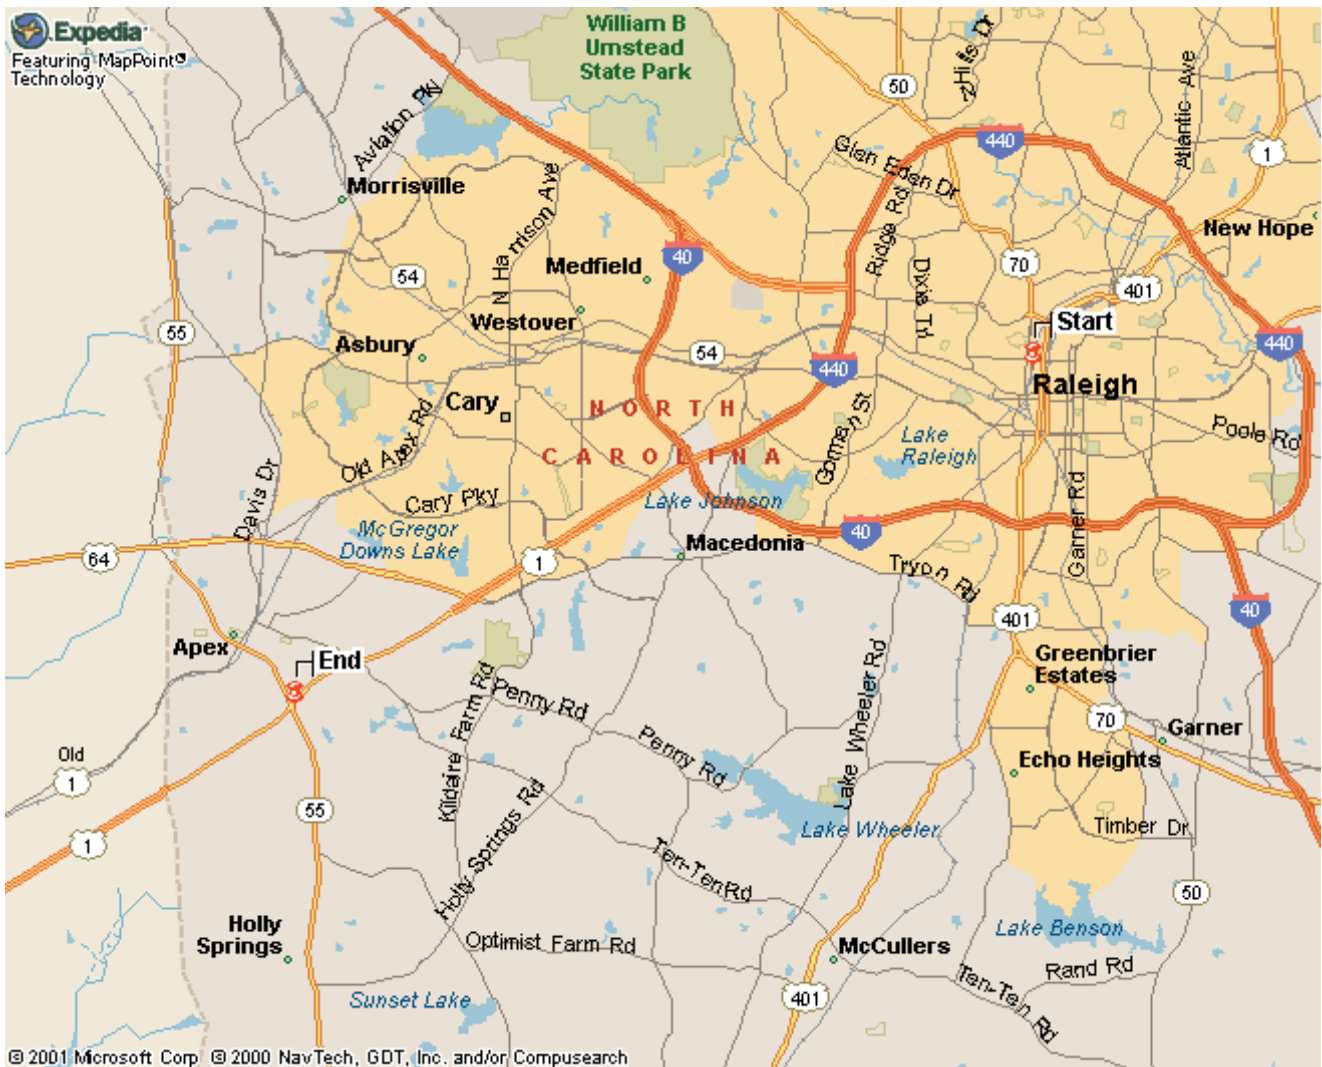 Expedia
Featuring MapPoint®
Technology
William B
Umstead
State Park
50
N Hills Dr
Atlantic Ave
440
1
Aviation Pky
Glen Eden Dr
Morrisville
N Harrison Ave
Ridge Rd
New Hope
40
Medfield
54
70
Dixie Trl
401
55
Westover
Start
Asbury
54
440
440
Raleigh
Cary
NORTH
Gorman St
Poole Rd
Old Apex Rd
Lake
Raleigh
CAROLINA
Davis Dr
Cary Pky
Lake Johnson
Garner Rd
McGregor
Downs Lake
40
Macedonia
64
1
Tryon Rd
401
40
Apex
End
Greenbrier
Estates
Kildaire Farm Rd
Penny Rd
Lake Wheeler Rd
70
Garner
Penny Rd
Old
1
Echo Heights
55
Holly Springs Rd
Lake Wheeler
Timber Dr
1
Ten-Ten Rd
50
Holly
Springs
Optimist Farm Rd
McCullers
Lake Benson
Rand Rd
Sunset Lake
401
Ten-Ten Rd
© 2001 Microsoft Corp © 2000 NavTech, GDT, Inc. and/or Compusearch